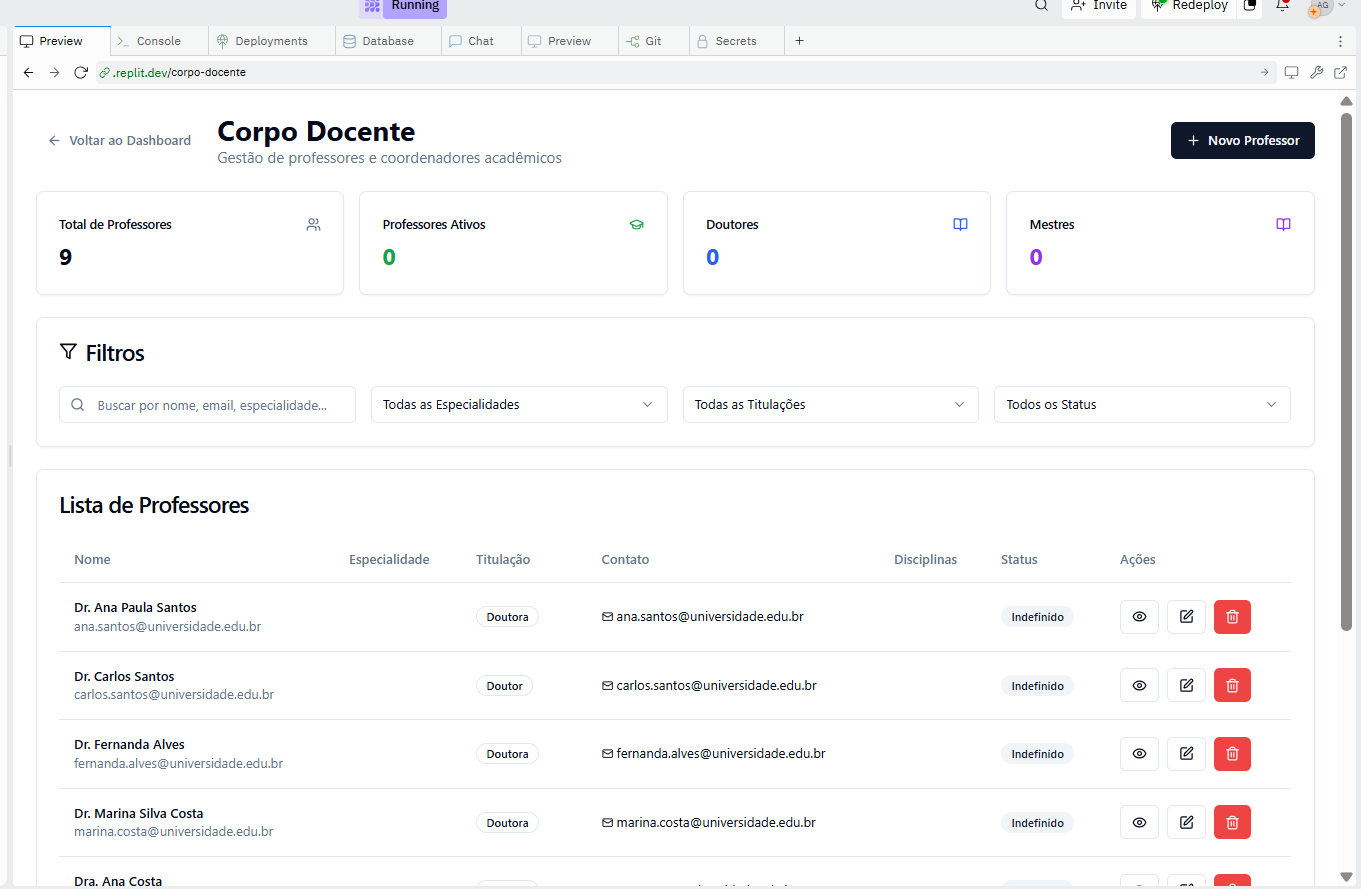 Running
Invite
Redeploy
AG
Preview
Console
Deployments
Database
Chat
Preview
Git
Secrets
.replit.dev/corpo-docente
Voltar ao Dashboard
Corpo Docente
Gestão de professores e coordenadores acadêmicos
Novo Professor
Total de Professores
9
Professores Ativos
0
Doutores
0
Mestres
0
Filtros
Buscar por nome, email, especialidade...
Todas as Especialidades
Todas as Titulações
Todos os Status
Lista de Professores
Nome Especialidade Titulação Contato Disciplinas Status Ações
Dr. Ana Paula Santos
ana.santos@universidade.edu.br
Doutora
ana.santos@universidade.edu.br
Indefinido
Dr. Carlos Santos
carlos.santos@universidade.edu.br
Doutor
carlos.santos@universidade.edu.br
Indefinido
Dr. Fernanda Alves
fernanda.alves@universidade.edu.br
Doutora
fernanda.alves@universidade.edu.br
Indefinido
Dr. Marina Silva Costa
marina.costa@universidade.edu.br
Doutora
marina.costa@universidade.edu.br
Indefinido
Dra. Ana Costa